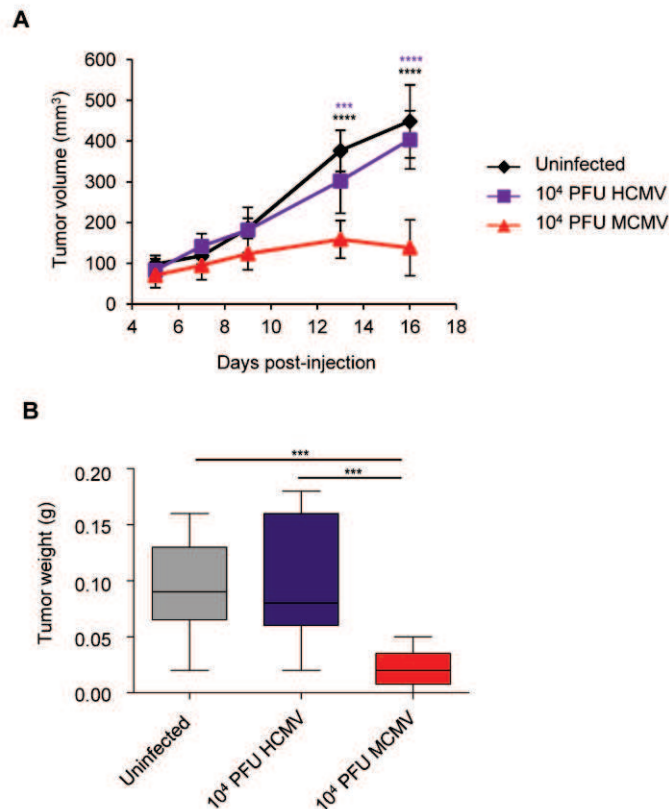 A
600
500
400
300
200
100
0
Tumor volume (mm³)
***
****
****
****
4 6 8 10 12 14 16 18
Days post-injection
Uninfected
10⁴ PFU HCMV
10⁴ PFU MCMV
B
***
***
0.20
0.15
0.10
0.05
0.00
Tumor weight (g)
Uninfected
10⁴ PFU HCMV
10⁴ PFU MCMV